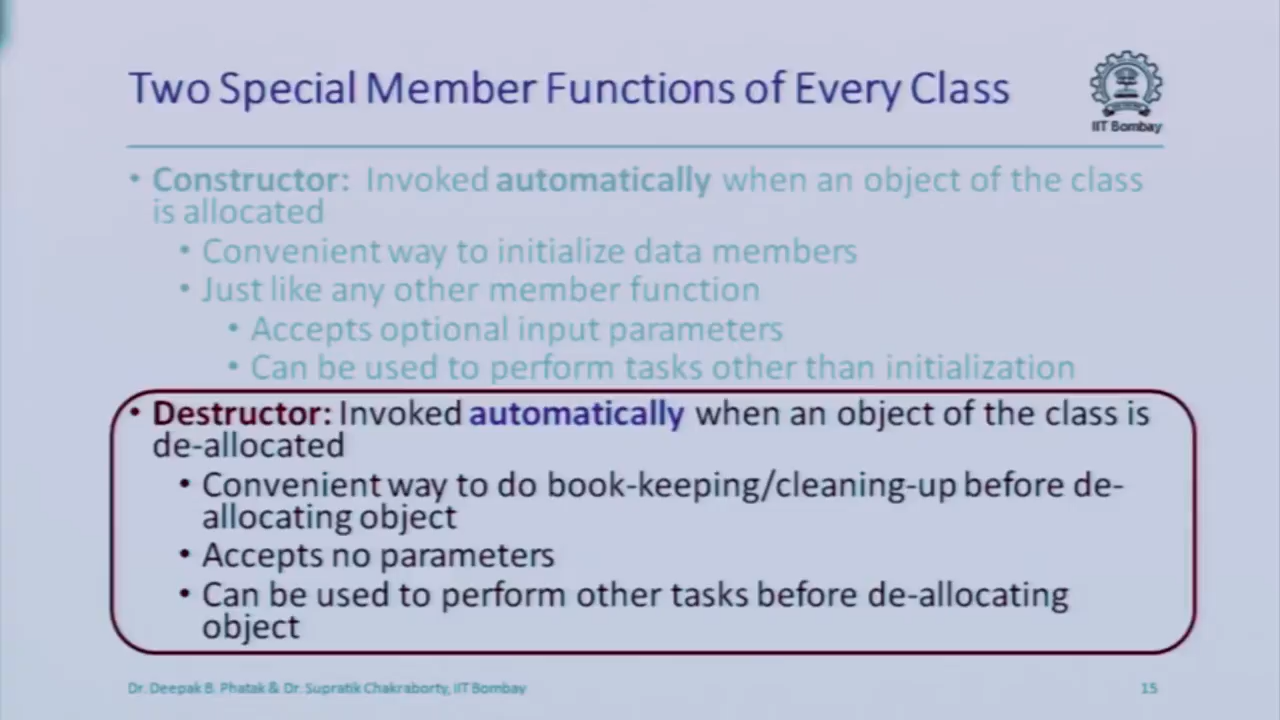 Two Special Member Functions of Every Class
IIT Bombay
• Constructor: Invoked automatically when an object of the class
is allocated
• Convenient way to initialize data members
• Just like any other member function
• Accepts optional input parameters
• Can be used to perform tasks other than initialization
• Destructor: Invoked automatically when an object of the class is
de-allocated
• Convenient way to do book-keeping/cleaning-up before de-
allocating object
• Accepts no parameters
• Can be used to perform other tasks before de-allocating
object
Dr. Deepak B. Phatak & Dr. Supratik Chakraborty, IIT Bombay
15